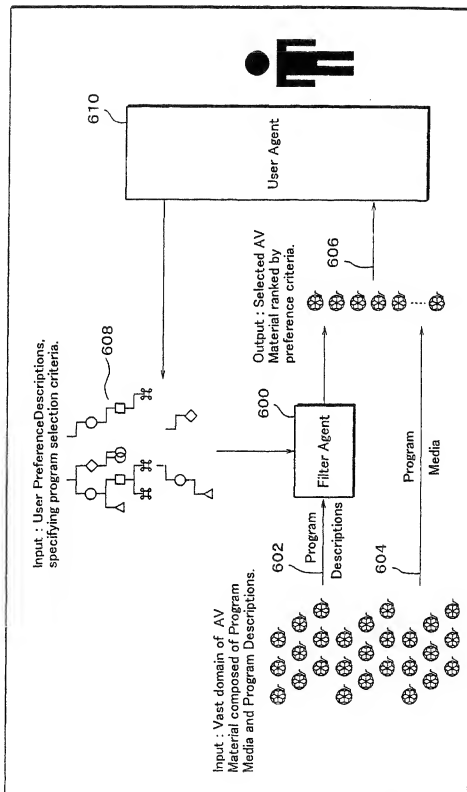 Input : User PreferenceDescriptions,
specifying program selection criteria.
608
610
User Agent
Output : Selected AV
Material ranked by
preference criteria.
606
600
Filter Agent
602
Program
Descriptions
604
Program
Media
Input : Vast domain of AV
Material composed of Program
Media and Program Descriptions.